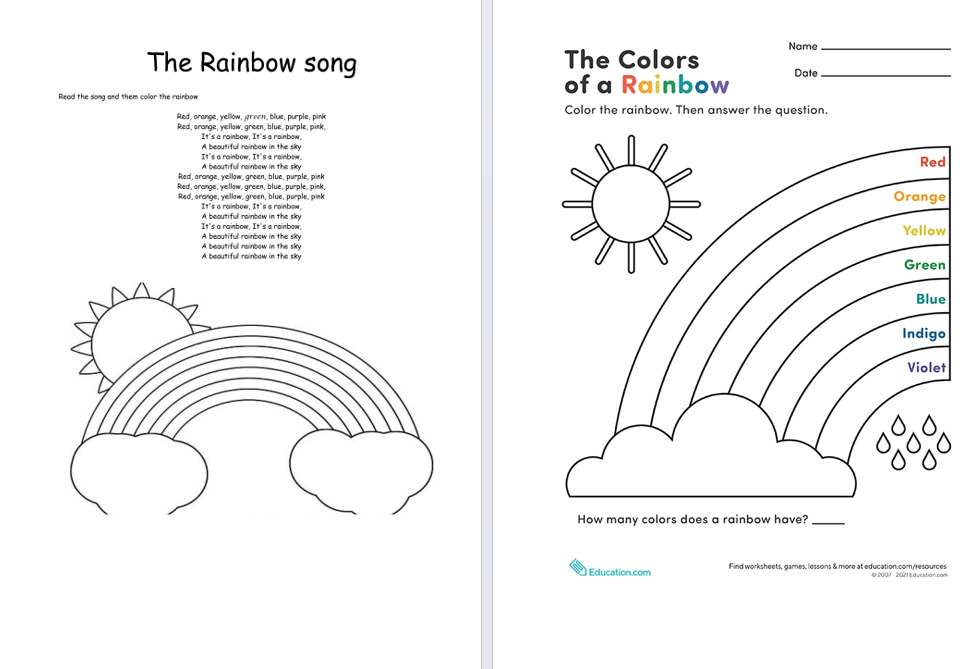 The Rainbow song
Read the song and them color the rainbow
Red, orange, yellow, green, blue, purple, pink
Red, orange, yellow, green, blue, purple, pink,
It's a rainbow, It's a rainbow,
A beautiful rainbow in the sky
It's a rainbow, It's a rainbow,
A beautiful rainbow in the sky
Red, orange, yellow, green, blue, purple, pink
Red, orange, yellow, green, blue, purple, pink,
Red, orange, yellow, green, blue, purple, pink
It's a rainbow, It's a rainbow,
A beautiful rainbow in the sky
It's a rainbow, It's a rainbow,
A beautiful rainbow in the sky
A beautiful rainbow in the sky
A beautiful rainbow in the sky
Name
Date
The Colors
of a Rainbow
Color the rainbow. Then answer the question.
Red
Orange
Yellow
Green
Blue
Indigo
Violet
How many colors does a rainbow have?
Education.com
Find worksheets, games, lessons & more at education.com/resources
© 2007 - 2021 Education.com